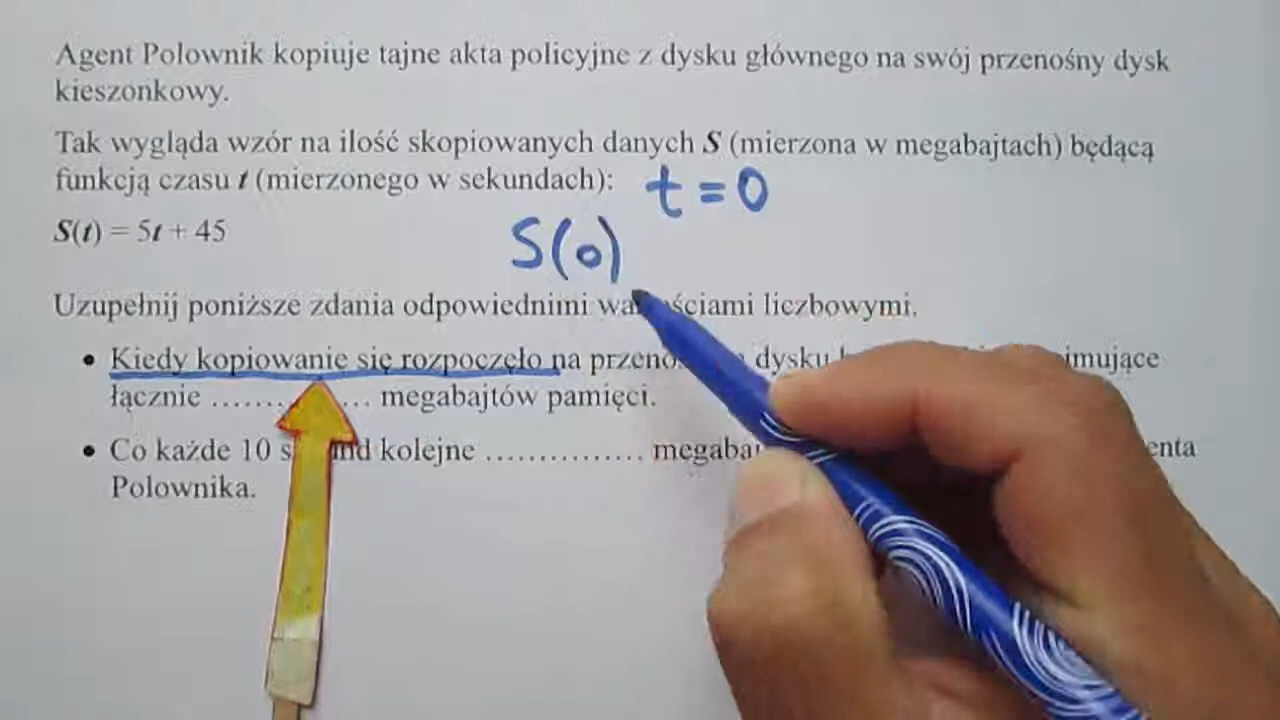 Agent Polownik kopiuje tajne akta policyjne z dysku głównego na swój przenośny dysk
kieszonkowy.
Tak wygląda wzór na ilość skopiowanych danych S (mierzona w megabajtach) będącą
funkcją czasu t (mierzonego w sekundach): t = 0
S(t) = 5t + 45
S(0)
Uzupełnij poniższe zdania odpowiednimi wartościami liczbowymi.
• Kiedy kopiowanie się rozpoczęło na dysku
łącznie .......... megabajtów pamięci.
• Co każde 10 kolejne ...............
Polownika.